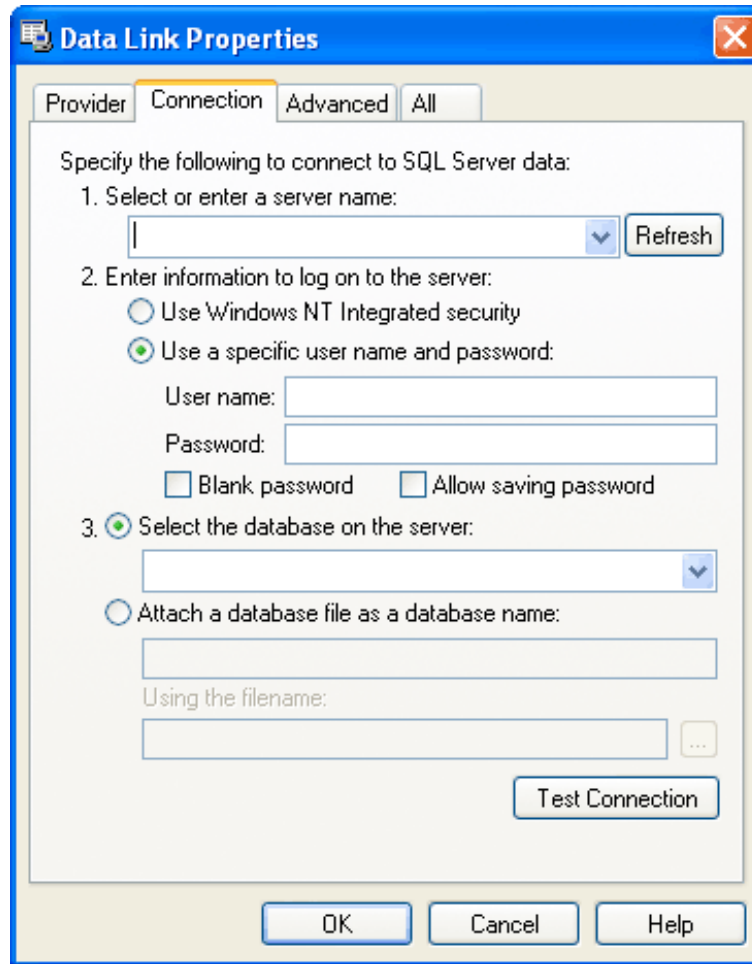 Data Link Properties
Provider Connection Advanced All
Specify the following to connect to SQL Server data:
1. Select or enter a server name:
Refresh
2. Enter information to log on to the server:
Use Windows NT Integrated security
Use a specific user name and password:
User name:
Password:
Blank password Allow saving password
3. Select the database on the server:
Attach a database file as a database name:
Using the filename:
...
Test Connection
OK Cancel Help